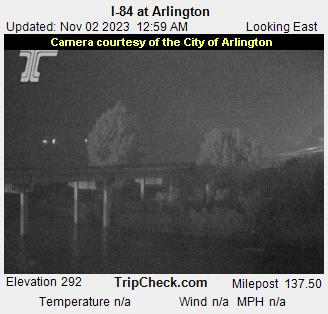 I-84 at Arlington
Updated: Nov 02 2023 12:59 AM Looking East
Camera courtesy of the City of Arlington
Elevation 292 TripCheck.com Milepost 137.50
Temperature n/a Wind n/a MPH n/a